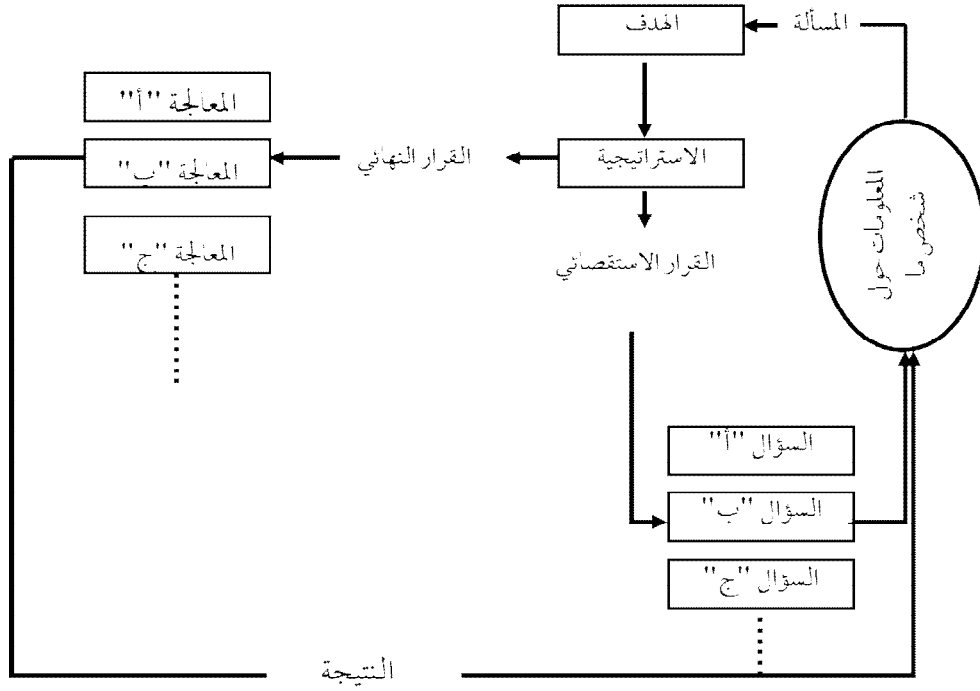 المسألة
الهدف
المعالجة "أ"
الاستراتيجية
القرار النهائي
المعالجة "ب"
المعلومات حول
شخص ما
المعالجة "ج"
القرار الاستقصائي
السؤال "أ"
السؤال "ب"
السؤال "ج"
النتيجة